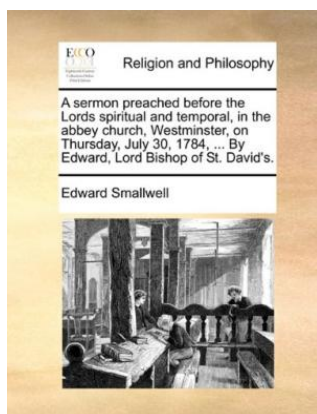 ECCO
Religion and Philosophy
A sermon preached before the
Lords spiritual and temporal, in the
abbey church, Westminster, on
Thursday, July 30, 1784, ... By
Edward, Lord Bishop of St. David's.
Edward Smallwell